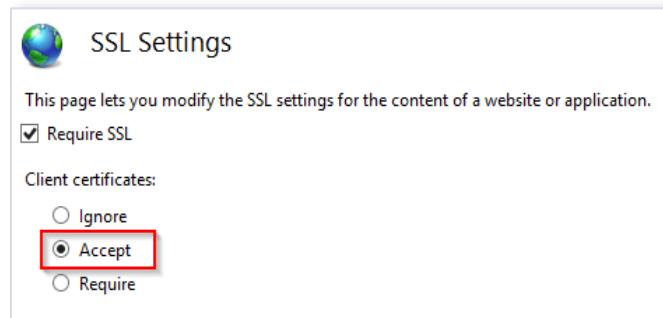 SSL Settings
This page lets you modify the SSL settings for the content of a website or application.
Require SSL
Client certificates:
Ignore
Accept
Require